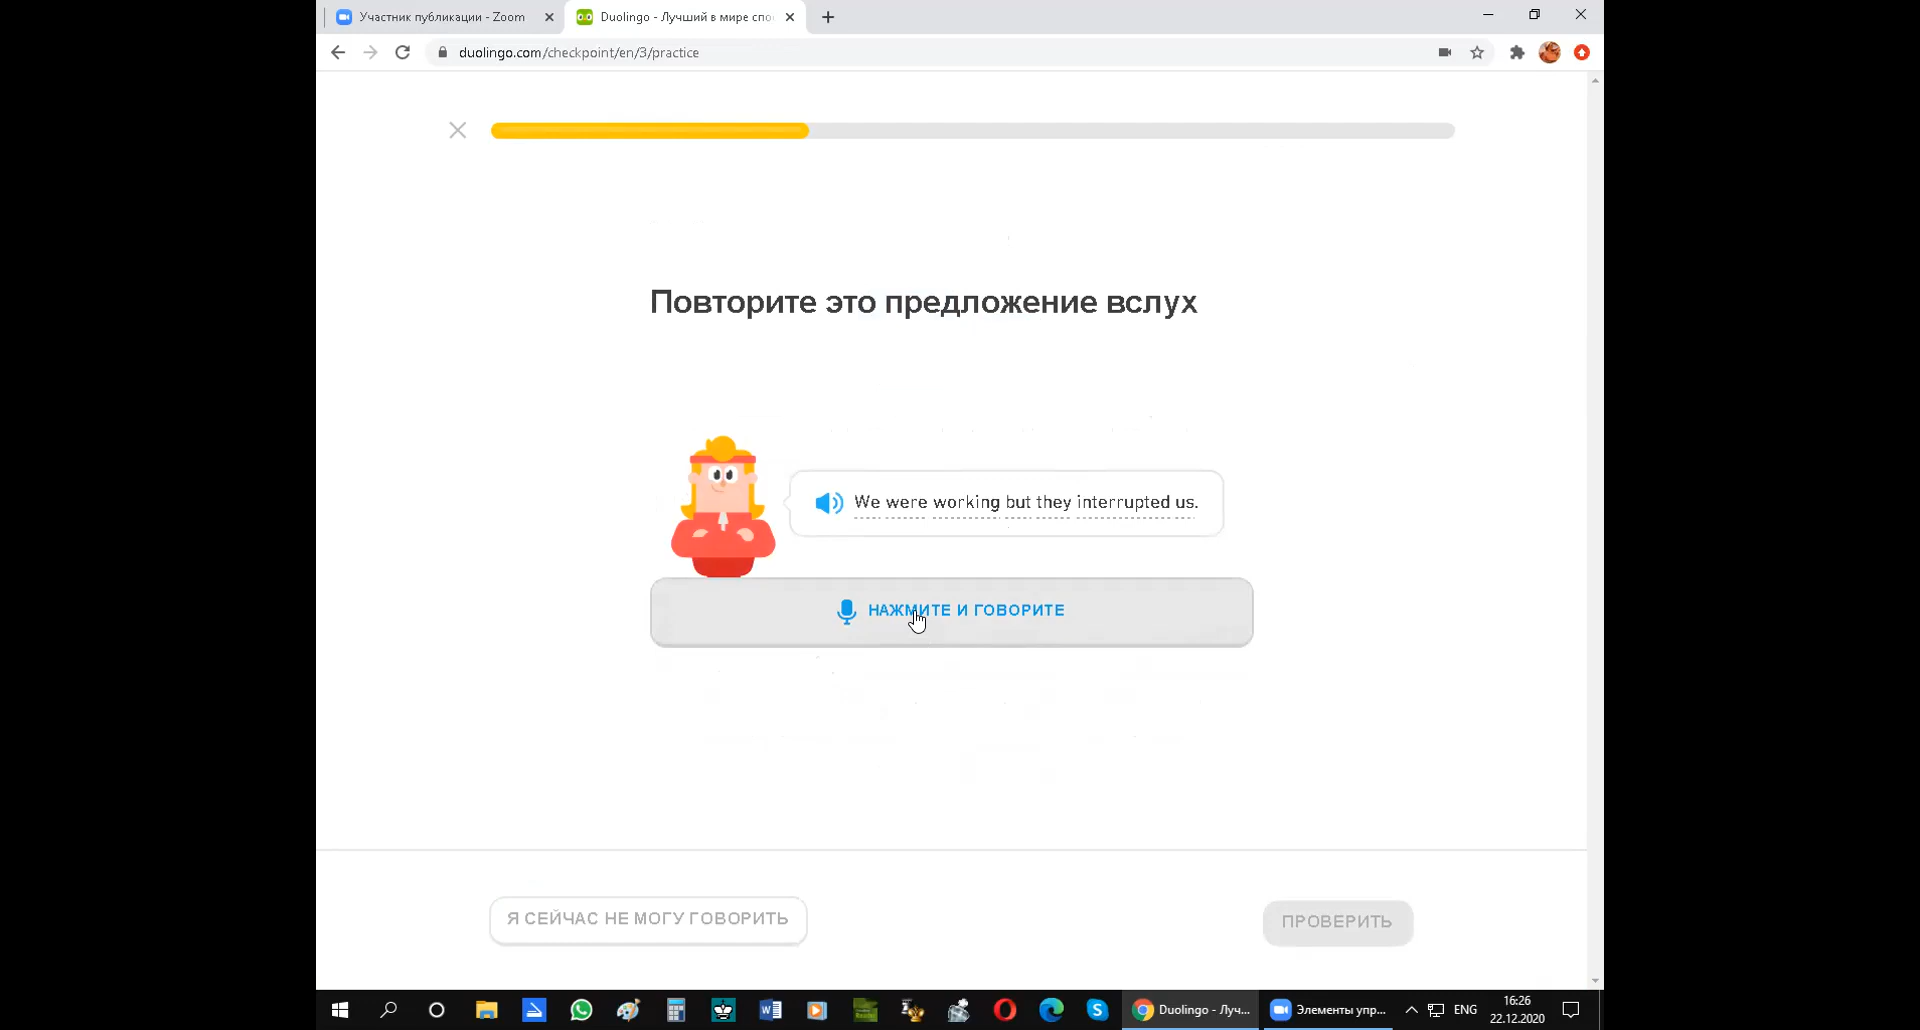 Участник публикации - Zoom
Duolingo - Лучший в мире спо
duolingo.com/checkpoint/en/3/practice
Повторите это предложение вслух
We were working but they interrupted us.
НАЖМИТЕ И ГОВОРИТЕ
Я СЕЙЧАС НЕ МОГУ ГОВОРИТЬ
ПРОВЕРИТЬ
Duolingo - Луч...
Элементы упр...
ENG
16:26
22.12.2020